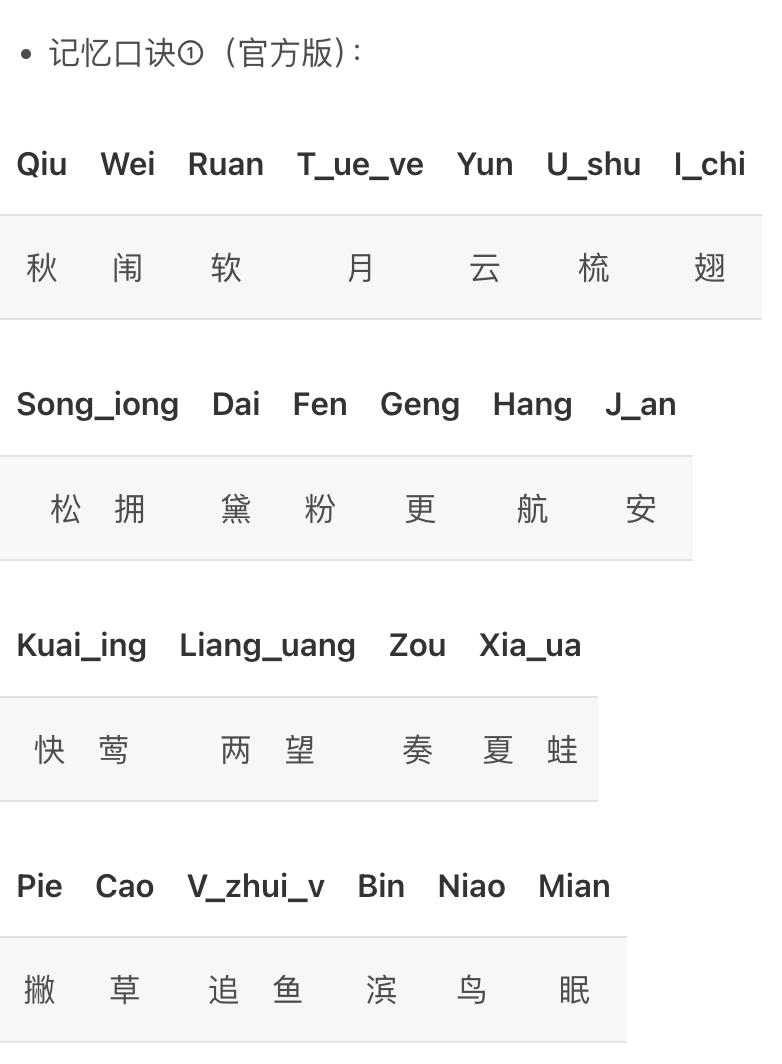 • 记忆口诀①（官方版）：
Qiu Wei Ruan T_ue_ve Yun U_shu I_chi
秋 闱 软 月 云 梳 翅
Song_iong Dai Fen Geng Hang J_an
松 拥 黛 粉 更 航 安
Kuai_ing Liang_uang Zou Xia_ua
快 莺 两 望 奏 夏 蛙
Pie Cao V_zhui_v Bin Niao Mian
撇 草 追 鱼 滨 鸟 眠